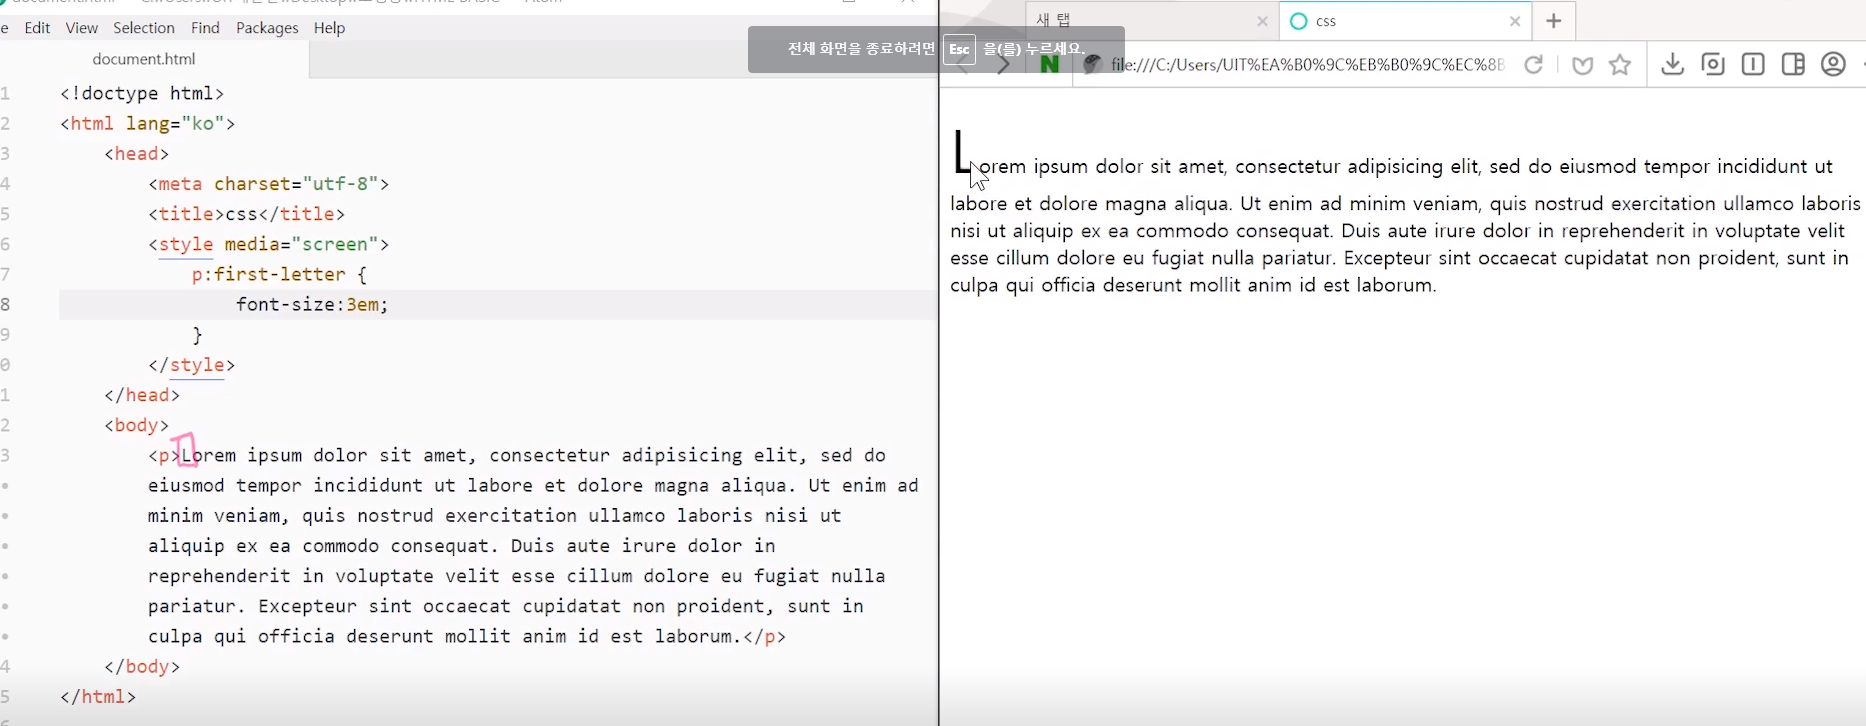 Edit View Selection Find Packages Help
document.html
1 <!doctype html>
2 <html lang="ko">
3 <head>
4 <meta charset="utf-8">
5 <title>css</title>
6 <style media="screen">
7 p:first-letter {
8 font-size:3em;
9 }
0 </style>
1 </head>
2 <body>
3 <p>Lorem ipsum dolor sit amet, consectetur adipisicing elit, sed do
eiusmod tempor incididunt ut labore et dolore magna aliqua. Ut enim ad
minim veniam, quis nostrud exercitation ullamco laboris nisi ut
aliquip ex ea commodo consequat. Duis aute irure dolor in
reprehenderit in voluptate velit esse cillum dolore eu fugiat nulla
pariatur. Excepteur sint occaecat cupidatat non proident, sunt in
culpa qui officia deserunt mollit anim id est laborum.</p>
4 </body>
5 </html>
전체 화면을 종료하려면 Esc 을(를) 누르세요.
새 탭
css
N
file:///C:/Users/UIT%EA%B0%9C%EB%B0%9C%EC%8B
Lorem ipsum dolor sit amet, consectetur adipisicing elit, sed do eiusmod tempor incididunt ut
labore et dolore magna aliqua. Ut enim ad minim veniam, quis nostrud exercitation ullamco laboris
nisi ut aliquip ex ea commodo consequat. Duis aute irure dolor in reprehenderit in voluptate velit
esse cillum dolore eu fugiat nulla pariatur. Excepteur sint occaecat cupidatat non proident, sunt in
culpa qui officia deserunt mollit anim id est laborum.